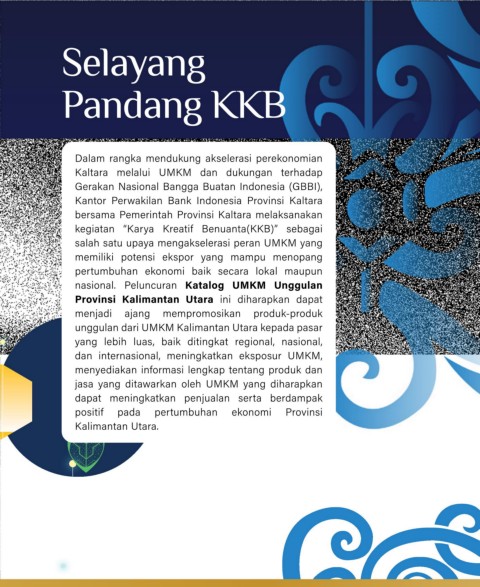 Selayang
Pandang KKB
Dalam rangka mendukung akselerasi perekonomian
Kaltara melalui UMKM dan dukungan terhadap
Gerakan Nasional Bangga Buatan Indonesia (GBBI),
Kantor Perwakilan Bank Indonesia Provinsi Kaltara
bersama Pemerintah Provinsi Kaltara melaksanakan
kegiatan “Karya Kreatif Benuanta(KKB)” sebagai
salah satu upaya mengakselerasi peran UMKM yang
memiliki potensi ekspor yang mampu menopang
pertumbuhan ekonomi baik secara lokal maupun
nasional. Peluncuran Katalog UMKM Unggulan
Provinsi Kalimantan Utara ini diharapkan dapat
menjadi ajang mempromosikan produk-produk
unggulan dari UMKM Kalimantan Utara kepada pasar
yang lebih luas, baik ditingkat regional, nasional,
dan internasional, meningkatkan eksposur UMKM,
menyediakan informasi lengkap tentang produk dan
jasa yang ditawarkan oleh UMKM yang diharapkan
dapat meningkatkan penjualan serta berdampak
positif pada pertumbuhan ekonomi Provinsi
Kalimantan Utara.